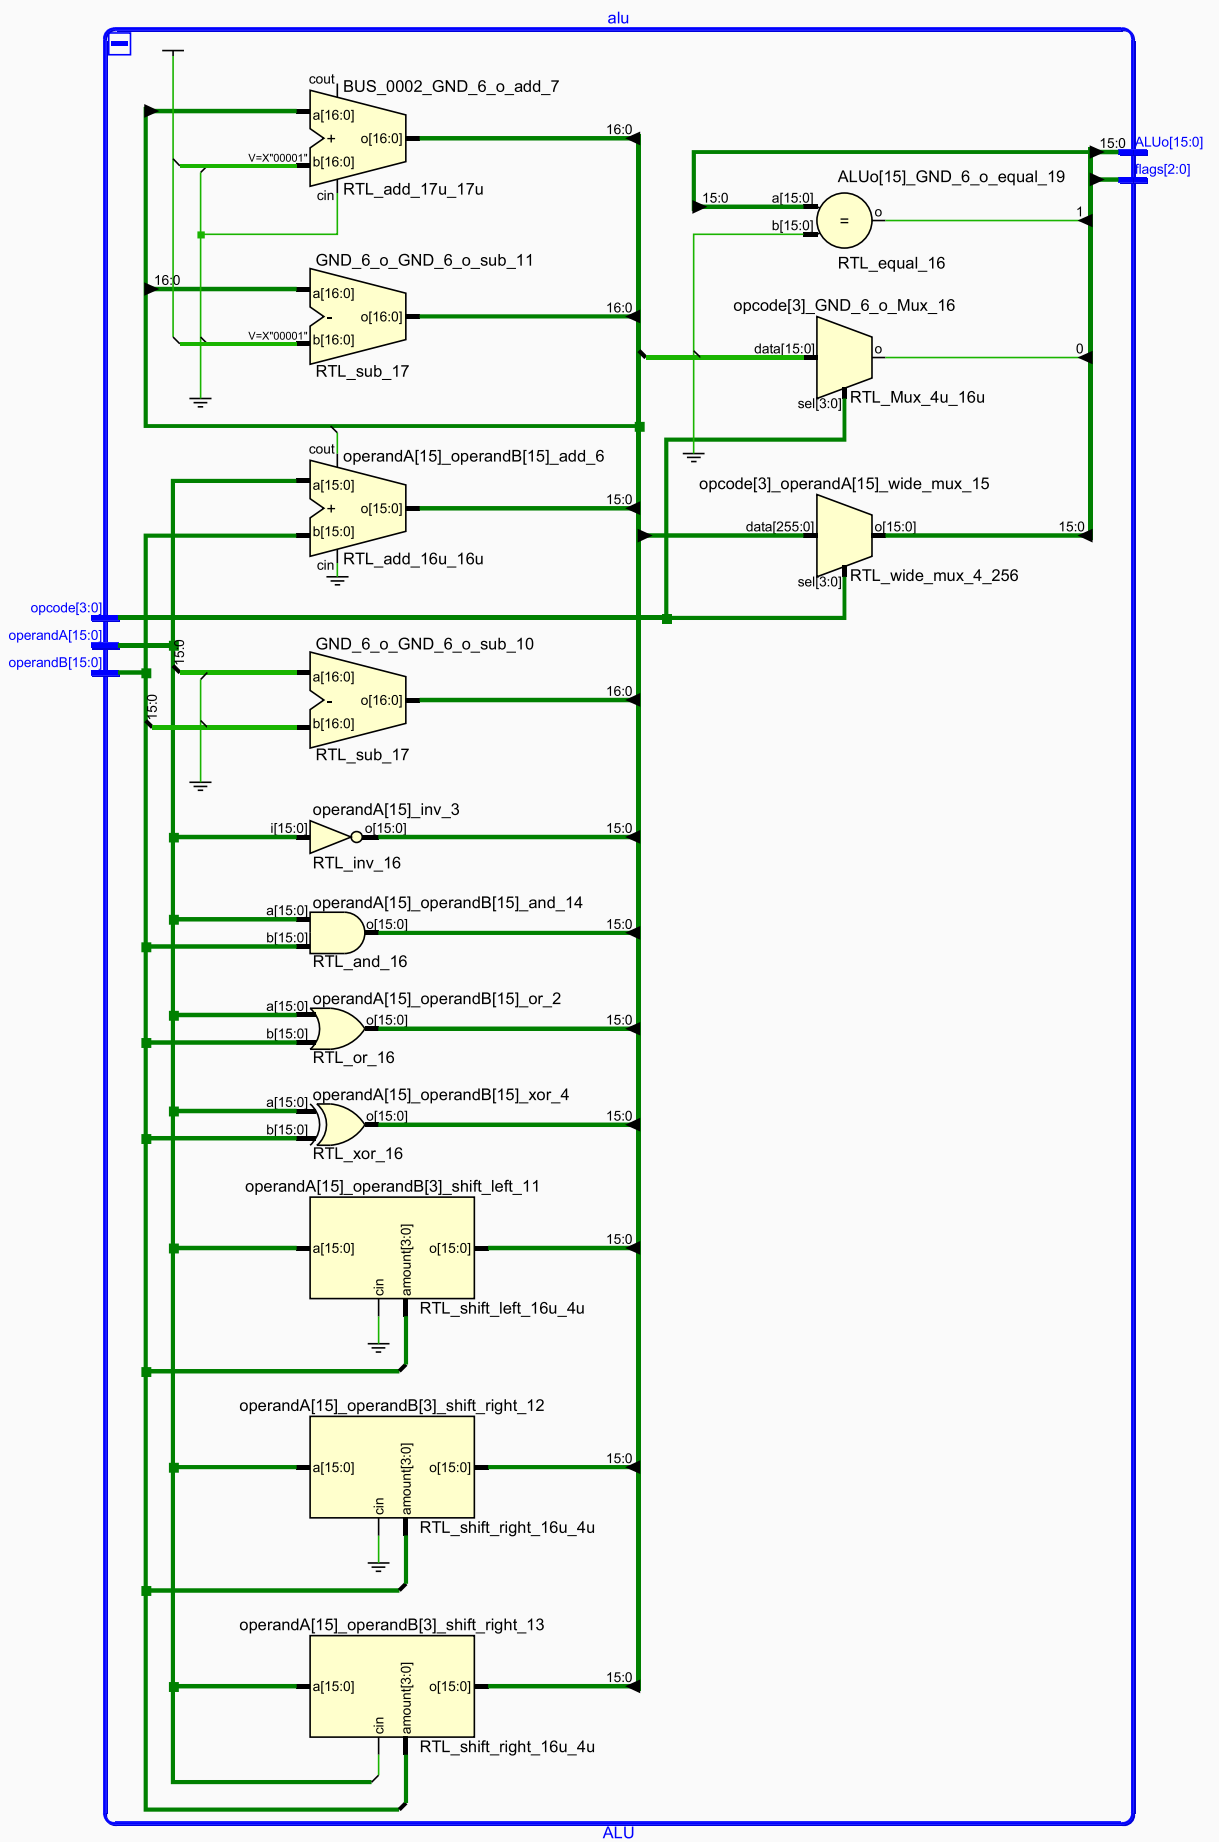 alu
cout
BUS_0002_GND_6_o_add_7
a[16:0]
+
o[16:0]
16:0
V=X"00001"
b[16:0]
cin
RTL_add_17u_17u
GND_6_o_GND_6_o_sub_11
16:0
a[16:0]
-
o[16:0]
16:0
V=X"00001"
b[16:0]
RTL_sub_17
cout
operandA[15]_operandB[15]_add_6
a[15:0]
+
o[15:0]
15:0
b[15:0]
cin
RTL_add_16u_16u
opcode[3:0]
operandA[15:0]
operandB[15:0]
15:0
15:0
GND_6_o_GND_6_o_sub_10
a[16:0]
-
o[16:0]
16:0
b[16:0]
RTL_sub_17
operandA[15]_inv_3
i[15:0]
o[15:0]
15:0
RTL_inv_16
operandA[15]_operandB[15]_and_14
a[15:0]
b[15:0]
o[15:0]
15:0
RTL_and_16
operandA[15]_operandB[15]_or_2
a[15:0]
b[15:0]
o[15:0]
15:0
RTL_or_16
operandA[15]_operandB[15]_xor_4
a[15:0]
b[15:0]
o[15:0]
15:0
RTL_xor_16
operandA[15]_operandB[3]_shift_left_11
a[15:0]
cin
amount[3:0]
o[15:0]
15:0
RTL_shift_left_16u_4u
operandA[15]_operandB[3]_shift_right_12
a[15:0]
cin
amount[3:0]
o[15:0]
15:0
RTL_shift_right_16u_4u
operandA[15]_operandB[3]_shift_right_13
a[15:0]
cin
amount[3:0]
o[15:0]
15:0
RTL_shift_right_16u_4u
15:0
ALUo[15:0]
flags[2:0]
ALUo[15]_GND_6_o_equal_19
15:0
a[15:0]
b[15:0]
=
o
1
RTL_equal_16
opcode[3]_GND_6_o_Mux_16
data[15:0]
o
0
sel[3:0]
RTL_Mux_4u_16u
opcode[3]_operandA[15]_wide_mux_15
data[255:0]
o[15:0]
15:0
sel[3:0]
RTL_wide_mux_4_256
ALU